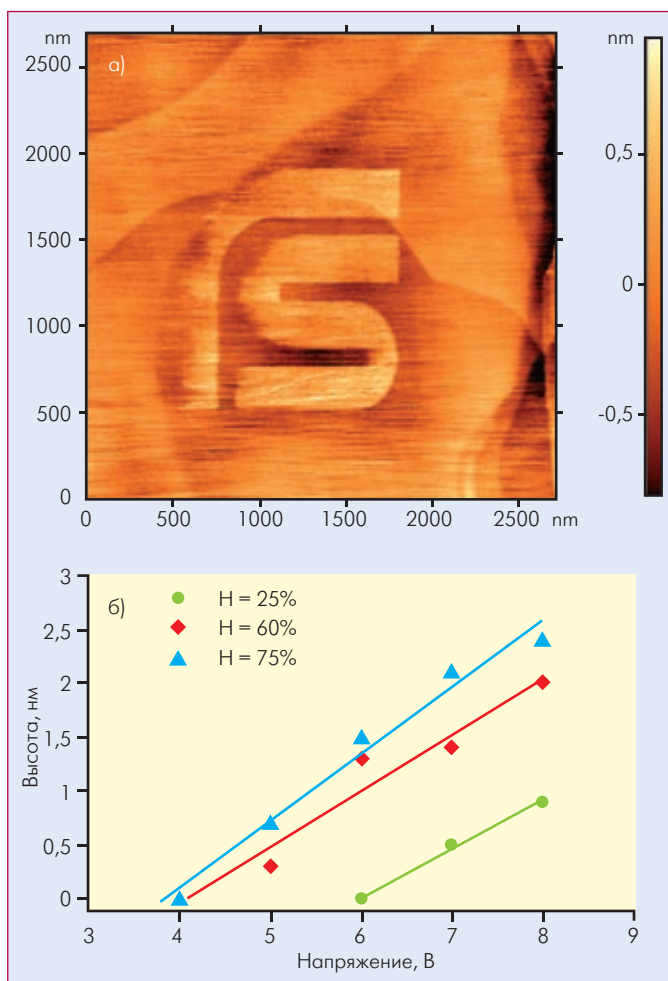 nm
2500
2000
1500
1000
500
0
а)
0 500 1000 1500 2000 2500 nm
nm
0,5
0
-0,5
б)
H = 25%
H = 60%
H = 75%
Высота, нм
3
2,5
2
1,5
1
0,5
0
3 4 5 6 7 8 9
Напряжение, В